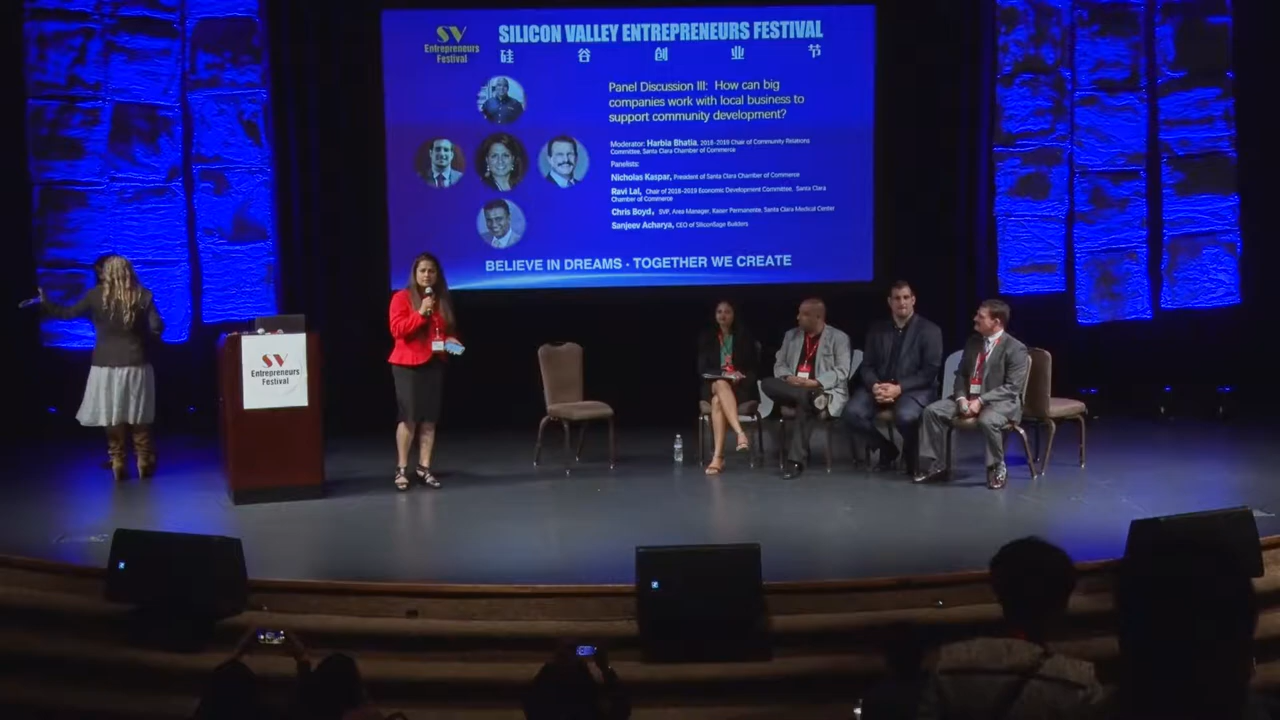 SV
Entrepreneurs
Festival
SILICON VALLEY ENTREPRENEURS FESTIVAL
硅 谷 创 业 节
Panel Discussion III: How can big
companies work with local business to
support community development?
Moderator: Harbia Bhatia, 2018-2019 Chair of Community Relations
Committee, Santa Clara Chamber of Commerce
Panelists:
Nicholas Kaspar, President of Santa Clara Chamber of Commerce
Ravi Lal, Chair of 2018-2019 Economic Development Committee, Santa Clara
Chamber of Commerce
Chris Boyd, SVP, Area Manager, Kaiser Permanente, Santa Clara Medical Center
Sanjeev Acharya, CEO of SiliconSage Builders
BELIEVE IN DREAMS · TOGETHER WE CREATE
SV
Entrepreneurs
Festival